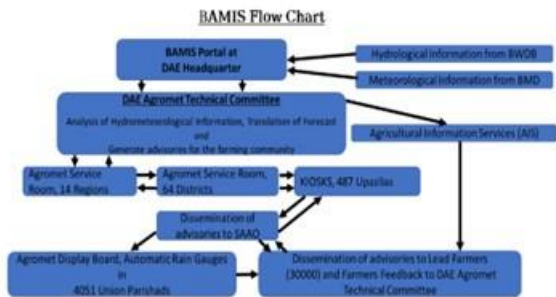 BAMIS Flow Chart
BAMIS Portal at
DAE Headquarter
Hydrological Information from BWDB
Meteorological Information from BMD
DAE Agromet Technical Committee
Analysis of Hydrometeorological Information, Translation of Forecast
and
Generate advisories for the farming community
Agricultural Information Services (AIS)
Agromet Service
Room, 14 Regions
Agromet Service Room,
64 Districts
KIOSKS, 487 Upazilas
Dissemination of
advisories to SAAO
Agromet Display Board, Automatic Rain Gauges
in
4051 Union Parishads
Dissemination of advisories to Lead Farmers
(30000) and Farmers Feedback to DAE Agromet
Technical Committee